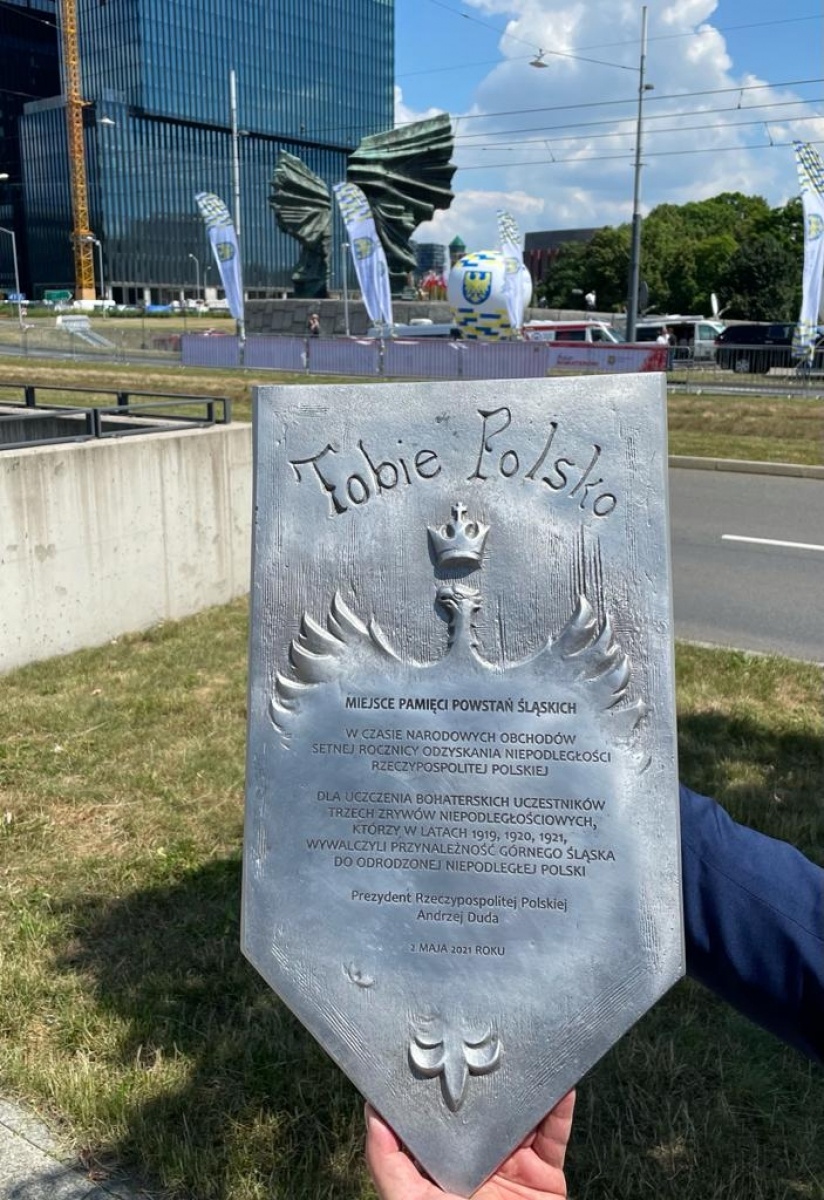 Tobie Polsko
MIEJSCE PAMIĘCI POWSTAŃ ŚLĄSKICH
W CZASIE NARODOWYCH OBCHODÓW
SETNEJ ROCZNICY ODZYSKANIA NIEPODLEGŁOŚCI
RZECZYPOSPOLITEJ POLSKIEJ
DLA UCZCZENIA BOHATERSKICH UCZESTNIKÓW
TRZECH ZRYWÓW NIEPODLEGŁOŚCIOWYCH,
KTÓRZY W LATACH 1919, 1920, 1921,
WYWALCZYLI PRZYNALEŻNOŚĆ GÓRNEGO ŚLĄSKA
DO ODRODZONEJ NIEPODLEGŁEJ POLSKI
Prezydent Rzeczypospolitej Polskiej
Andrzej Duda
2 MAJA 2021 ROKU